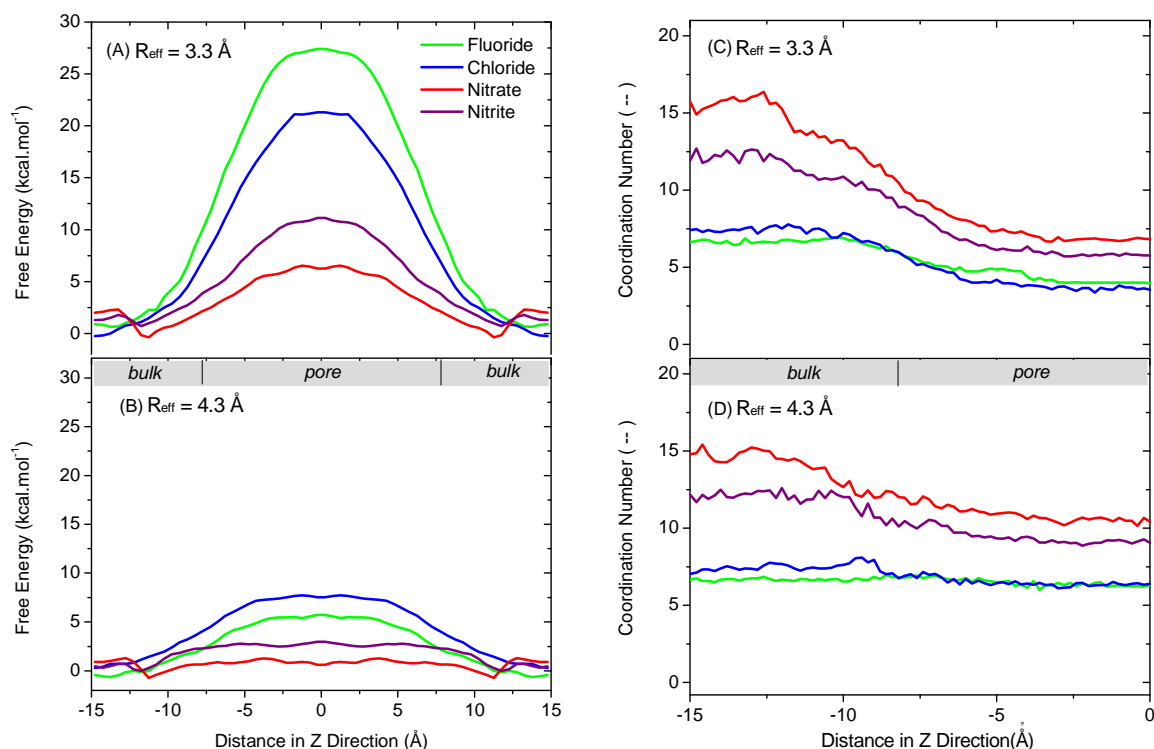 (A) Reff = 3.3 Å
Fluoride
Chloride
Nitrate
Nitrite
Free Energy (kcal.mol⁻¹)
30
25
20
15
10
5
0
bulk pore bulk
(B) Reff = 4.3 Å
Free Energy (kcal.mol⁻¹)
30
25
20
15
10
5
0
-15 -10 -5 0 5 10 15
Distance in Z Direction (Å)
(C) Reff = 3.3 Å
Coordination Number ( -- )
20
15
10
5
0
bulk pore
(D) Reff = 4.3 Å
Coordination Number ( -- )
20
15
10
5
0
-15 -10 -5 0
Distance in Z Direction(Å)